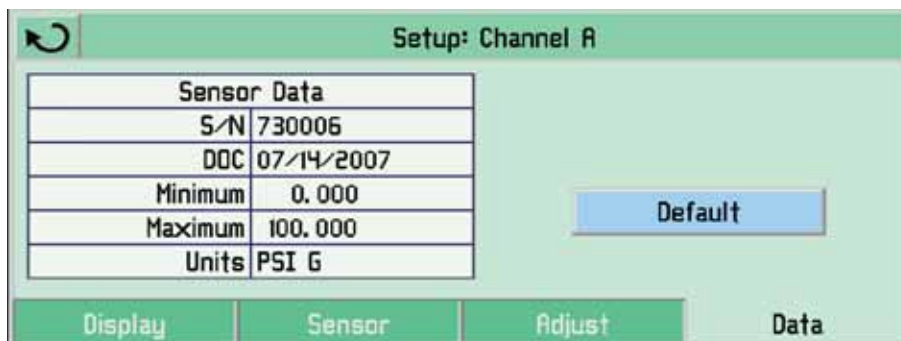 Setup: Channel A
Sensor Data
S/N 730006
DOC 07/14/2007
Minimum 0.000
Maximum 100.000
Default
Units PSI G
Display Sensor Adjust Data